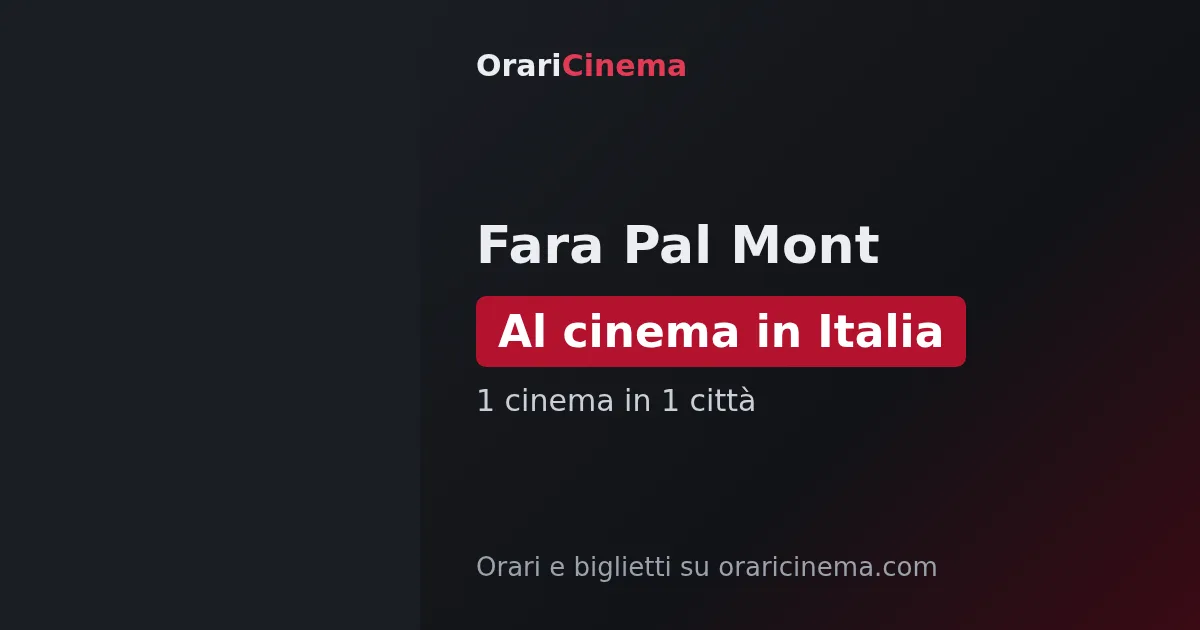 OrariCinema
Fara Pal Mont
Al cinema in Italia
1 cinema in 1 città
Orari e biglietti su oraricinema.com